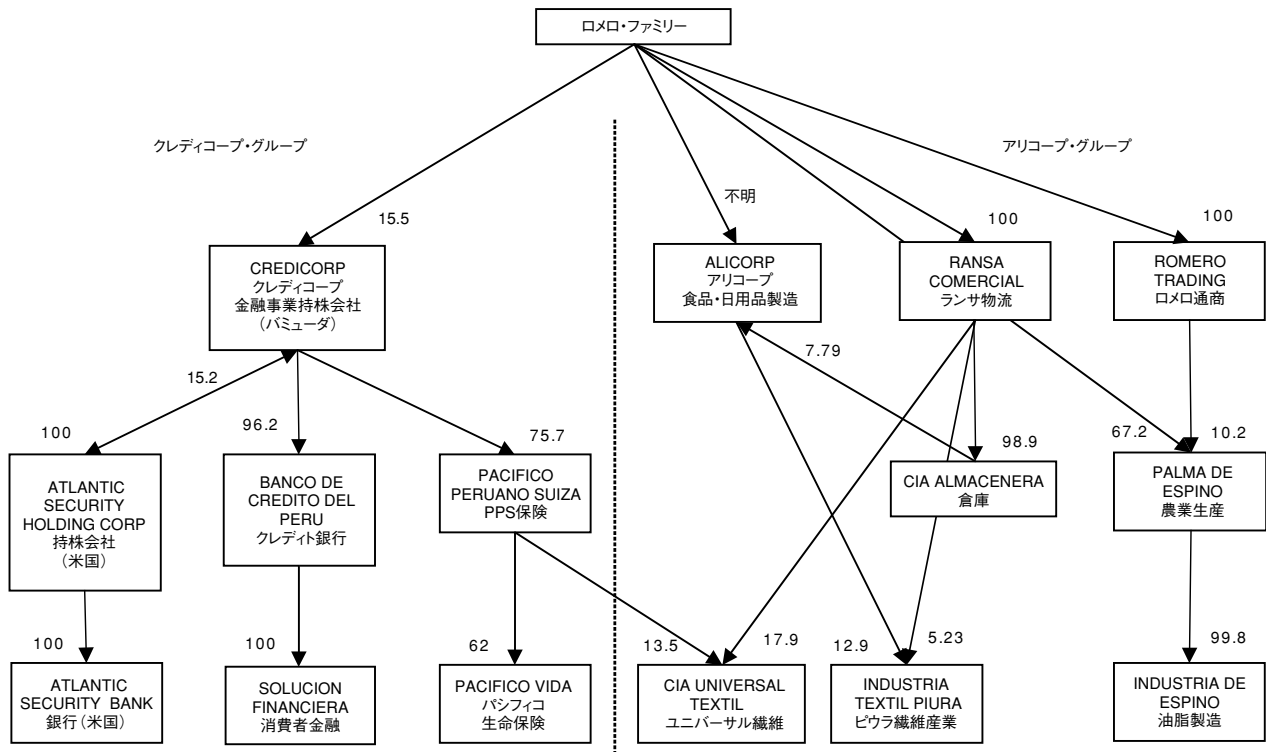 ロメロ・ファミリー
クレディコープ・グループ
アリコープ・グループ
不明
15.5
100
100
CREDICORP
クレディコープ
金融事業持株会社
(バミューダ)
ALICORP
アリコープ
食品・日用品製造
RANSA
COMERCIAL
ランサ物流
ROMERO
TRADING
ロメロ通商
15.2
7.79
100
96.2
75.7
98.9
67.2
10.2
ATLANTIC
SECURITY
HOLDING CORP
持株会社
(米国)
BANCO DE
CREDITO DEL
PERU
クレディト銀行
PACIFICO
PERUANO SUIZA
PPS保険
CIA ALMACENERA
倉庫
PALMA DE
ESPINO
農業生産
100
100
62
13.5
17.9
12.9
5.23
99.8
ATLANTIC
SECURITY BANK
銀行(米国)
SOLUCION
FINANCIERA
消費者金融
PACIFICO VIDA
パシフィコ
生命保険
CIA UNIVERSAL
TEXTIL
ユニバーサル繊維
INDUSTRIA
TEXTIL PIURA
ピウラ繊維産業
INDUSTRIA DE
ESPINO
油脂製造